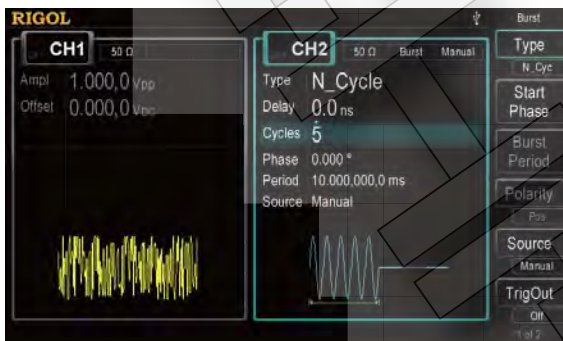 RIGOL
Burst
CH1 50 Ω
Ampl 1.000,0 Vpp
Offset 0.000,0 VDC
CH2 50 Ω Burst Manual
Type N_Cycle
Delay 0.0 ns
Cycles 5
Phase 0.000 °
Period 10.000,000,0 ms
Source Manual
Type
N_Cyc
Start
Phase
Burst
Period
Polarity
Pos
Source
Manual
TrigOut
Off
1 of 2